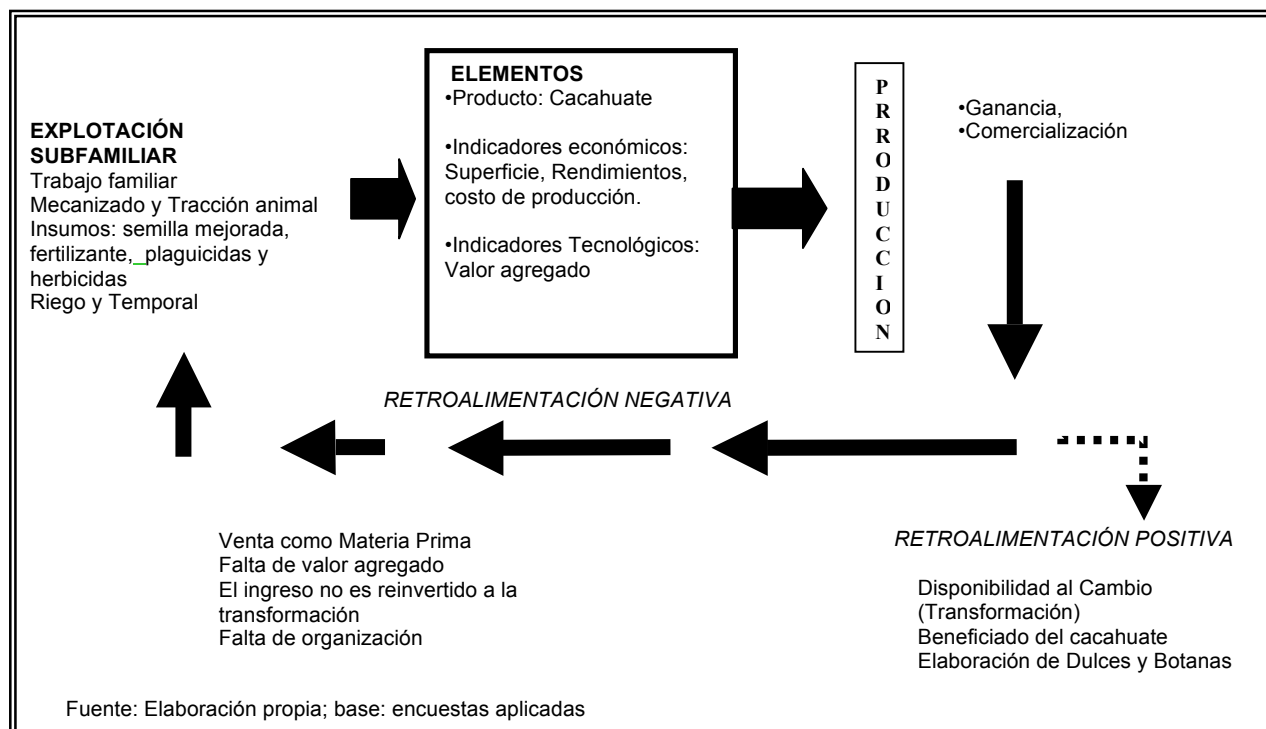 EXPLOTACIÓN
SUBFAMILIAR
Trabajo familiar
Mecanizado y Tracción animal
Insumos: semilla mejorada,
fertilizante, plaguicidas y
herbicidas
Riego y Temporal
ELEMENTOS
•Producto: Cacahuate
•Indicadores económicos:
Superficie, Rendimientos,
costo de producción.
•Indicadores Tecnológicos:
Valor agregado
P
R
R
O
D
U
C
C
I
O
N
•Ganancia,
•Comercialización
RETROALIMENTACIÓN NEGATIVA
Venta como Materia Prima
Falta de valor agregado
El ingreso no es reinvertido a la
transformación
Falta de organización
RETROALIMENTACIÓN POSITIVA
Disponibilidad al Cambio
(Transformación)
Beneficiado del cacahuate
Elaboración de Dulces y Botanas
Fuente: Elaboración propia; base: encuestas aplicadas